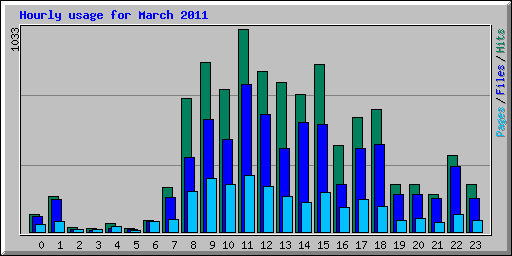 Hourly usage for March 2011
1033
Pages / Files / Hits
0 1 2 3 4 5 6 7 8 9 10 11 12 13 14 15 16 17 18 19 20 21 22 23